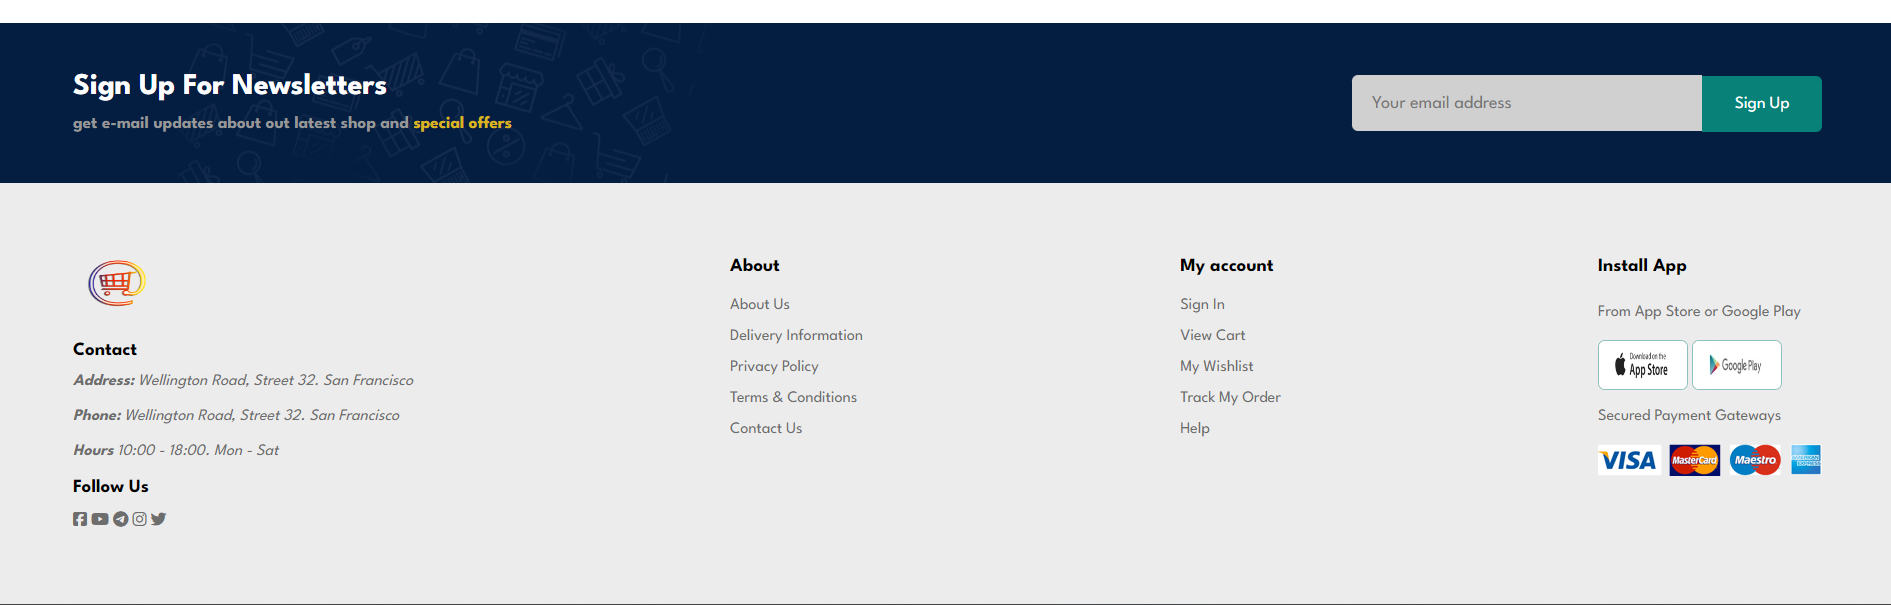 Sign Up For Newsletters
get e-mail updates about out latest shop and special offers
Your email address
Sign Up
Contact
Address: Wellington Road, Street 32. San Francisco
Phone: Wellington Road, Street 32. San Francisco
Hours 10:00 - 18:00. Mon - Sat
Follow Us
About
About Us
Delivery Information
Privacy Policy
Terms & Conditions
Contact Us
My account
Sign In
View Cart
My Wishlist
Track My Order
Help
Install App
From App Store or Google Play
Download on the
App Store
Google Play
Secured Payment Gateways
VISA
MasterCard
Maestro
AMERICAN
EXPRESS